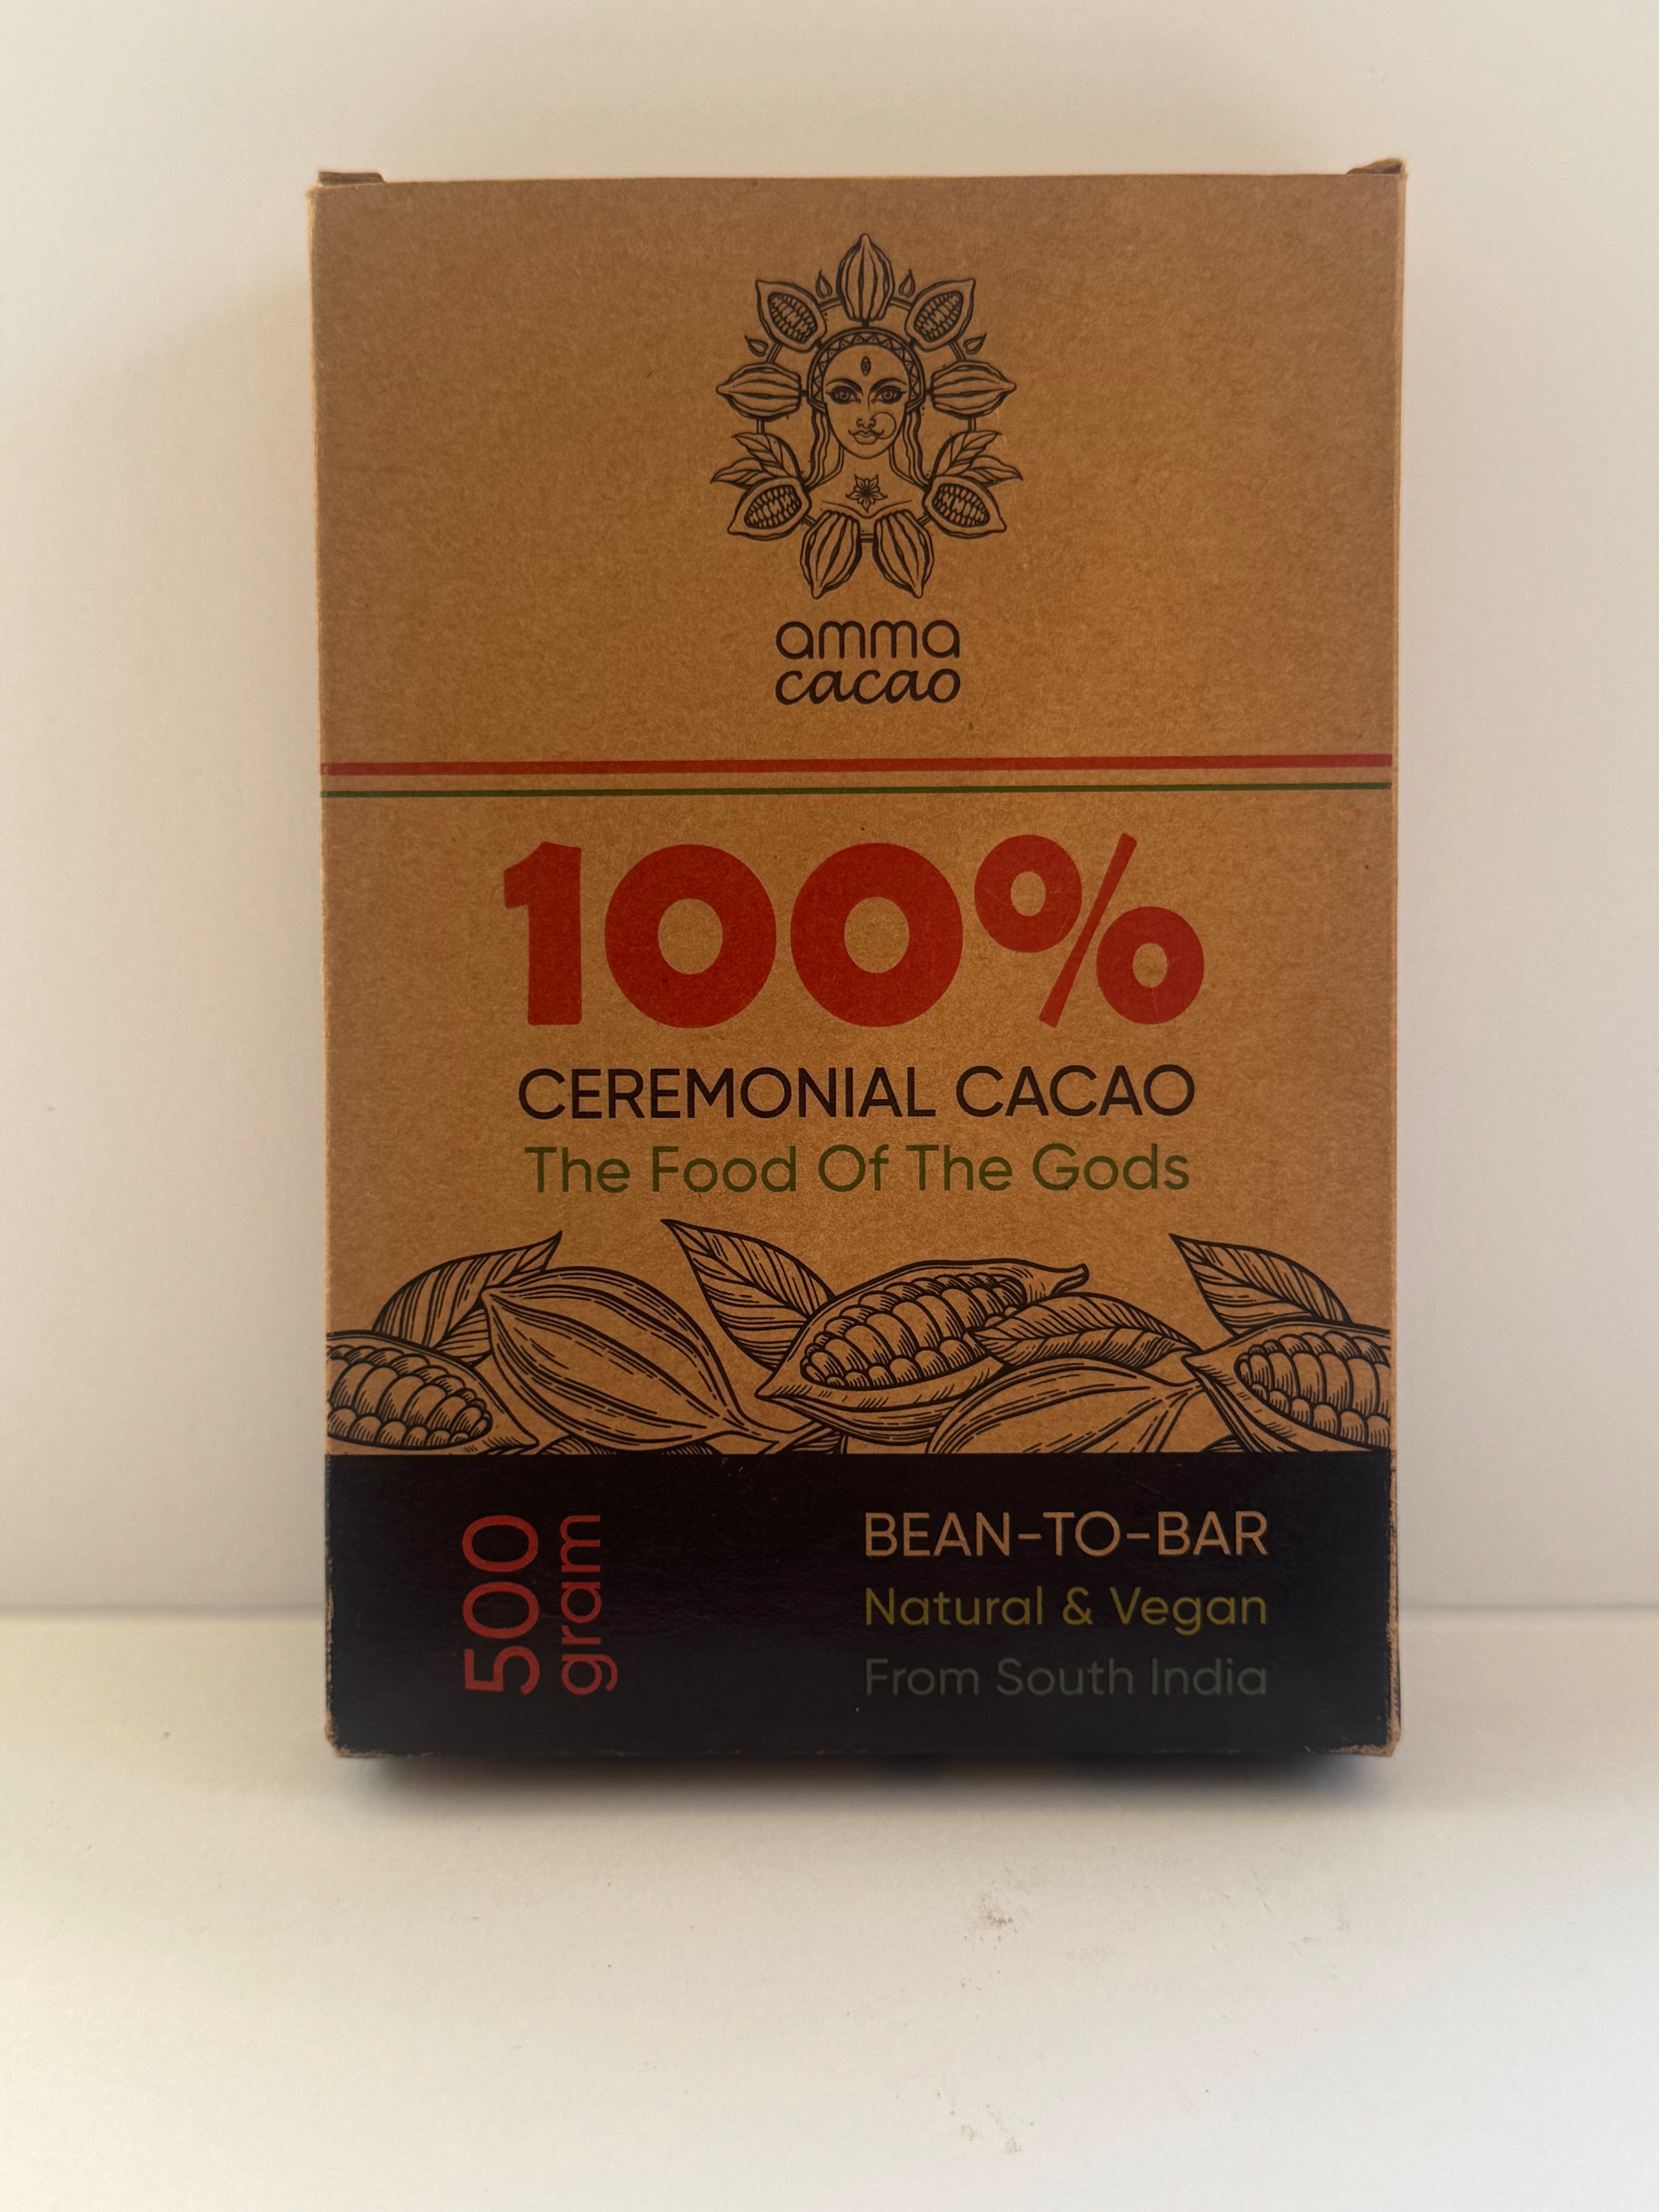 amma
cacao
100%
CEREMONIAL CACAO
The Food Of The Gods
500
gram
BEAN-TO-BAR
Natural & Vegan
From South India